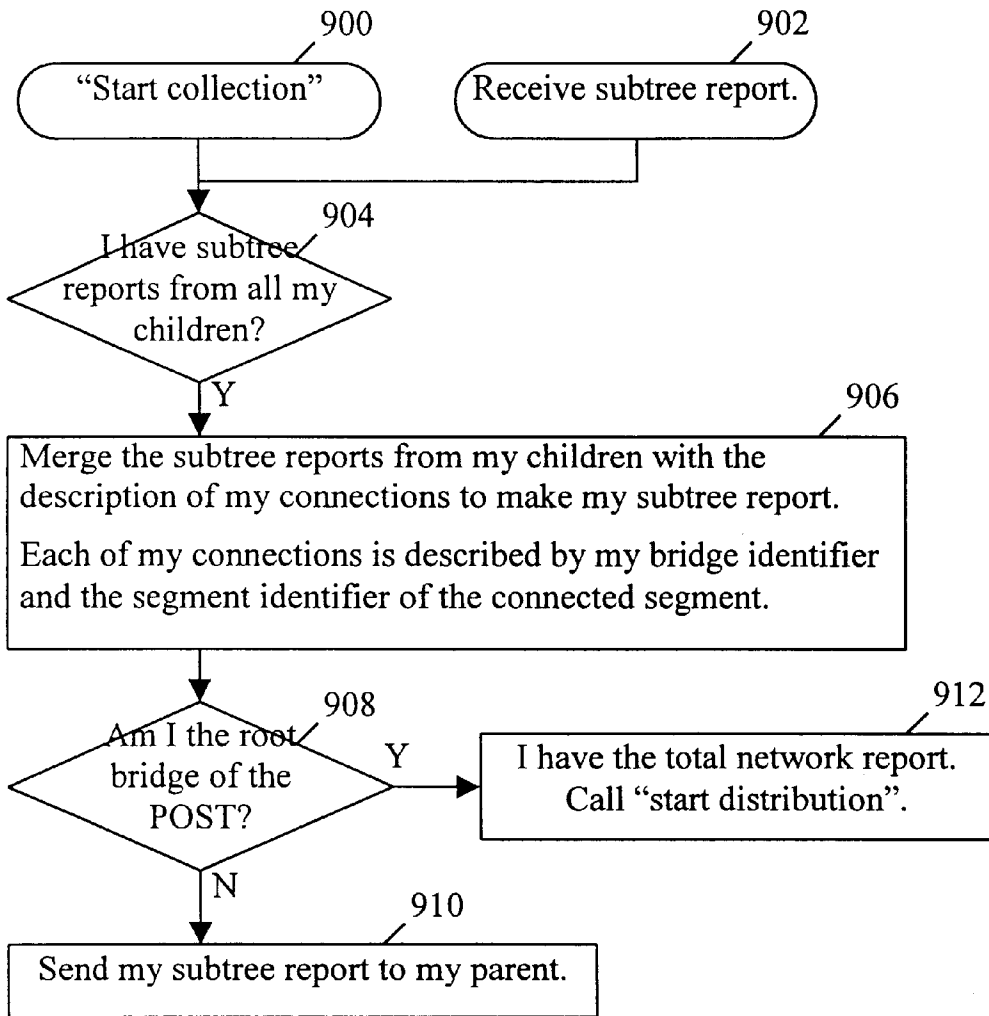 900
902
“Start collection”
Receive subtree report.
904
I have subtree
reports from all my
children?
Y
906
Merge the subtree reports from my children with the
description of my connections to make my subtree report.
Each of my connections is described by my bridge identifier
and the segment identifier of the connected segment.
908
Am I the root
bridge of the
POST?
Y
912
I have the total network report.
Call “start distribution”.
N
910
Send my subtree report to my parent.